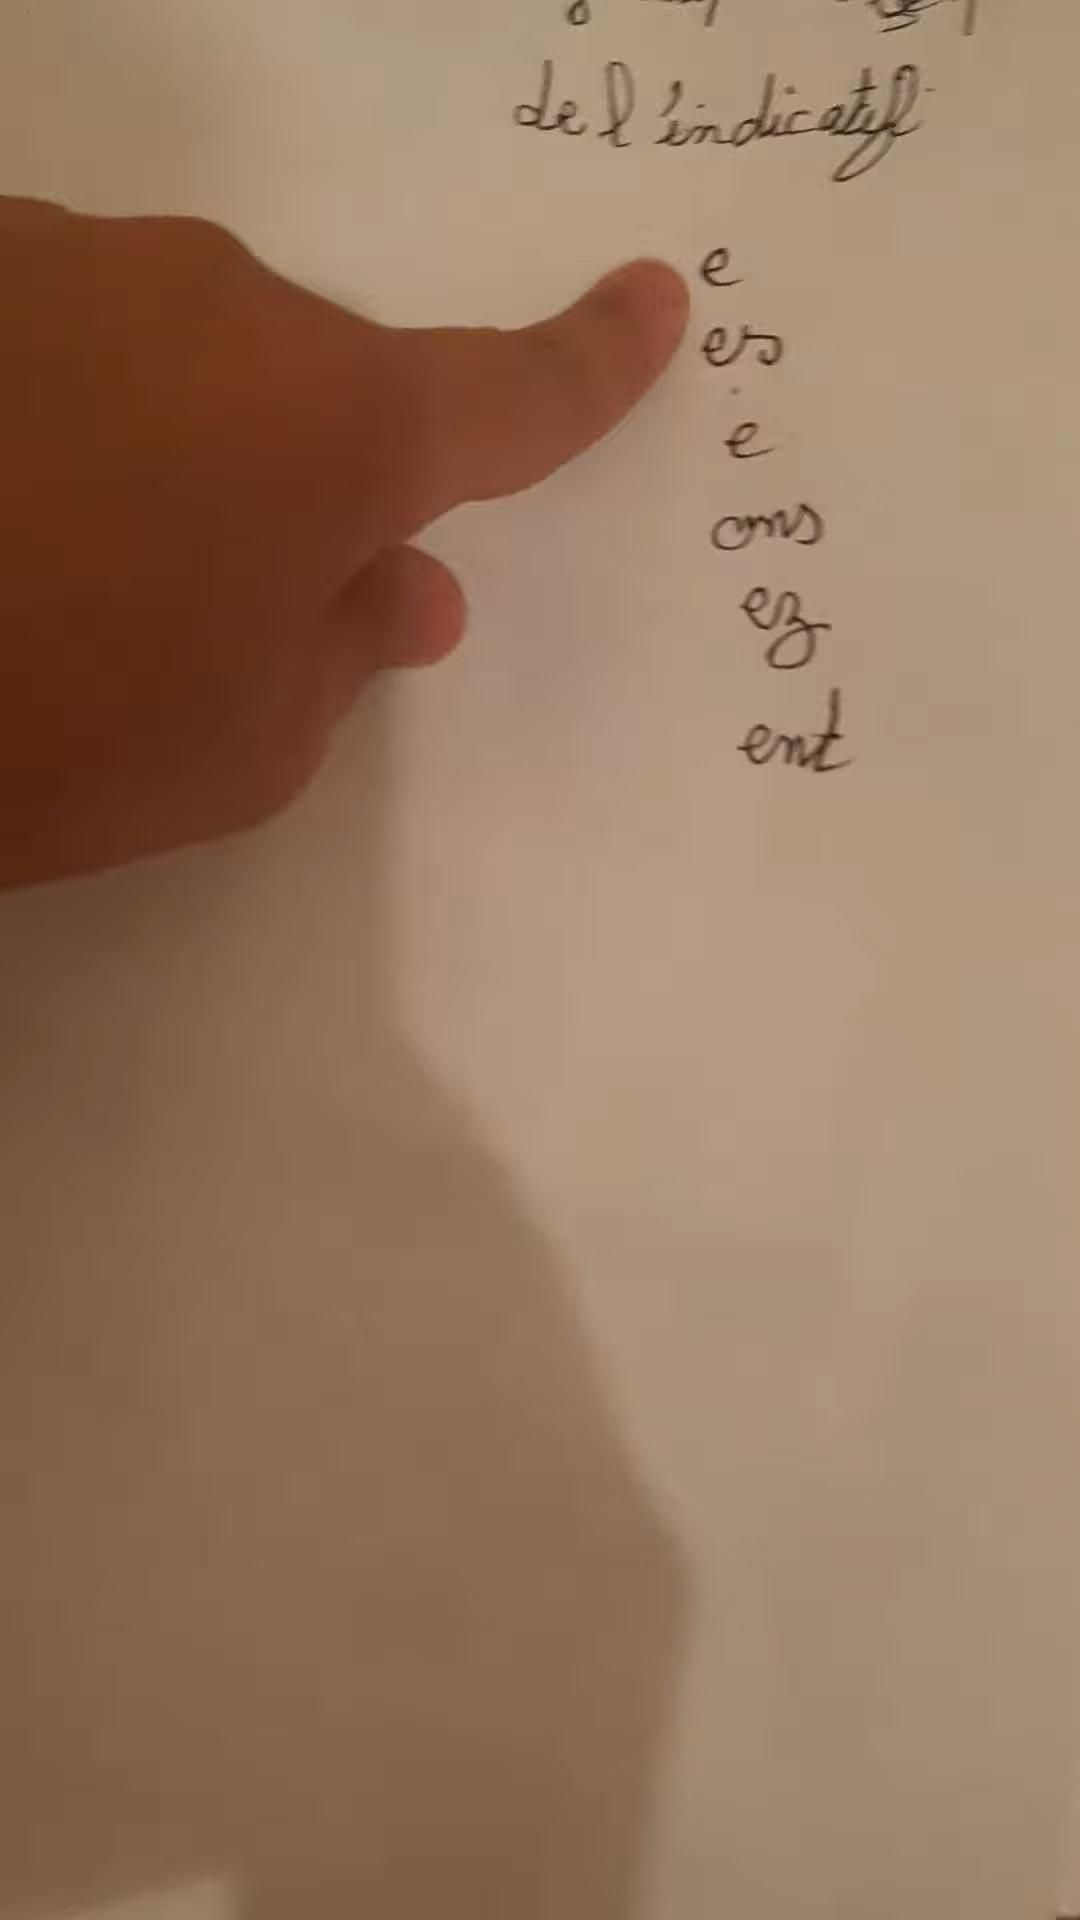 de l'indicatif
e
es
e
ons
ez
ent